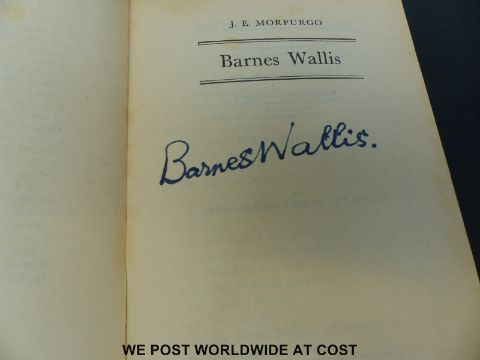 J. E. MORPURGO
Barnes Wallis
Barnes Wallis.
WE POST WORLDWIDE AT COST